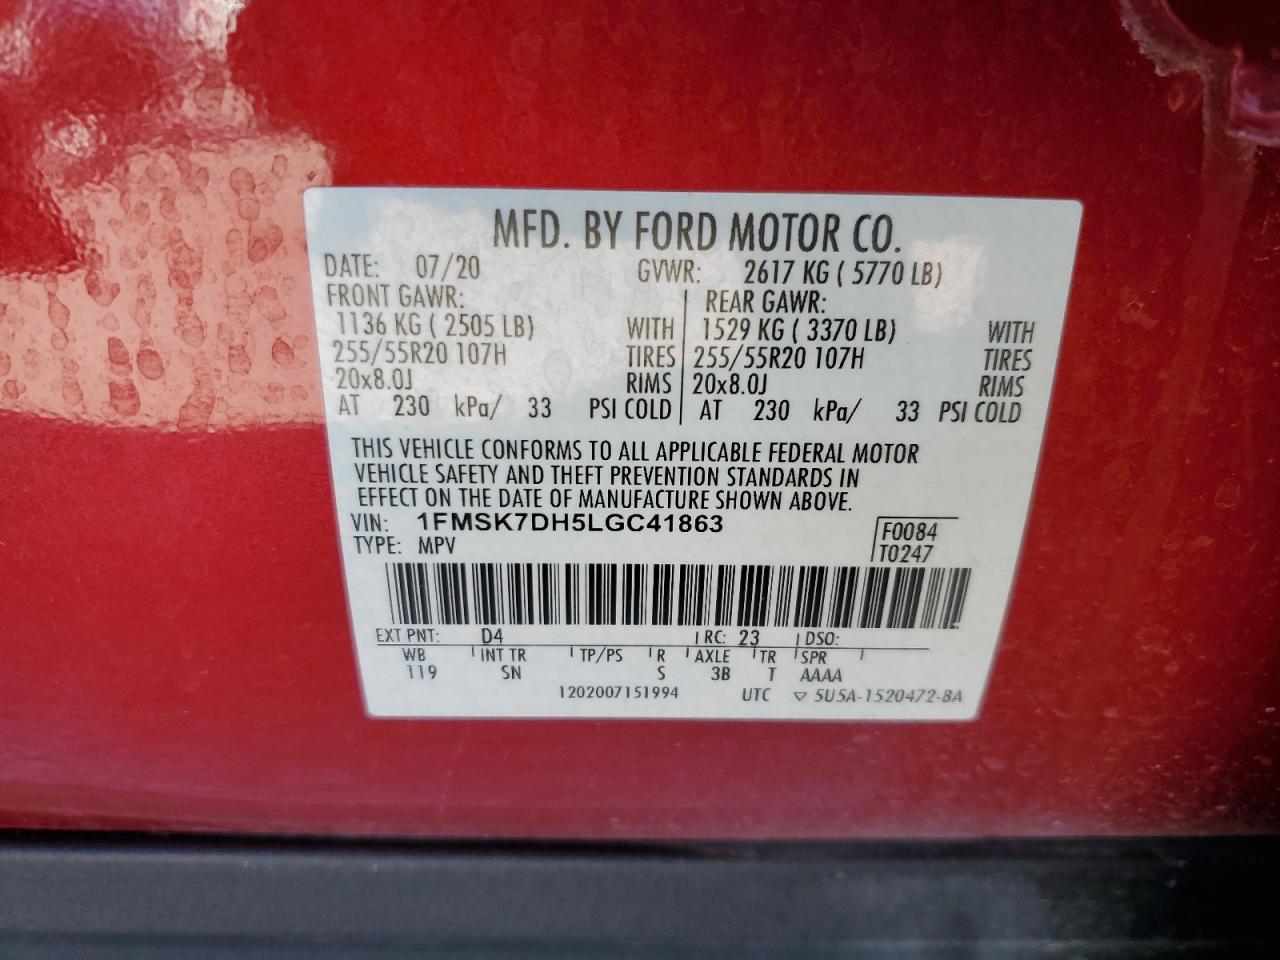 MFD. BY FORD MOTOR CO.
DATE: 07/20 GVWR: 2617 KG ( 5770 LB)
FRONT GAWR: REAR GAWR:
1136 KG ( 2505 LB) WITH 1529 KG ( 3370 LB) WITH
255/55R20 107H TIRES 255/55R20 107H TIRES
20x8.0J RIMS 20x8.0J RIMS
AT 230 kPa/ 33 PSI COLD AT 230 kPa/ 33 PSI COLD
THIS VEHICLE CONFORMS TO ALL APPLICABLE FEDERAL MOTOR
VEHICLE SAFETY AND THEFT PREVENTION STANDARDS IN
EFFECT ON THE DATE OF MANUFACTURE SHOWN ABOVE.
VIN: 1FMSK7DH5LGC41863 F0084
TYPE: MPV T0247
EXT PNT: D4 RC: 23 DSO:
WB INT TR TP/PS R AXLE TR SPR
119 SN S 3B T AAAA
1202007151994 UTC ▽ 5U5A-1520472-BA